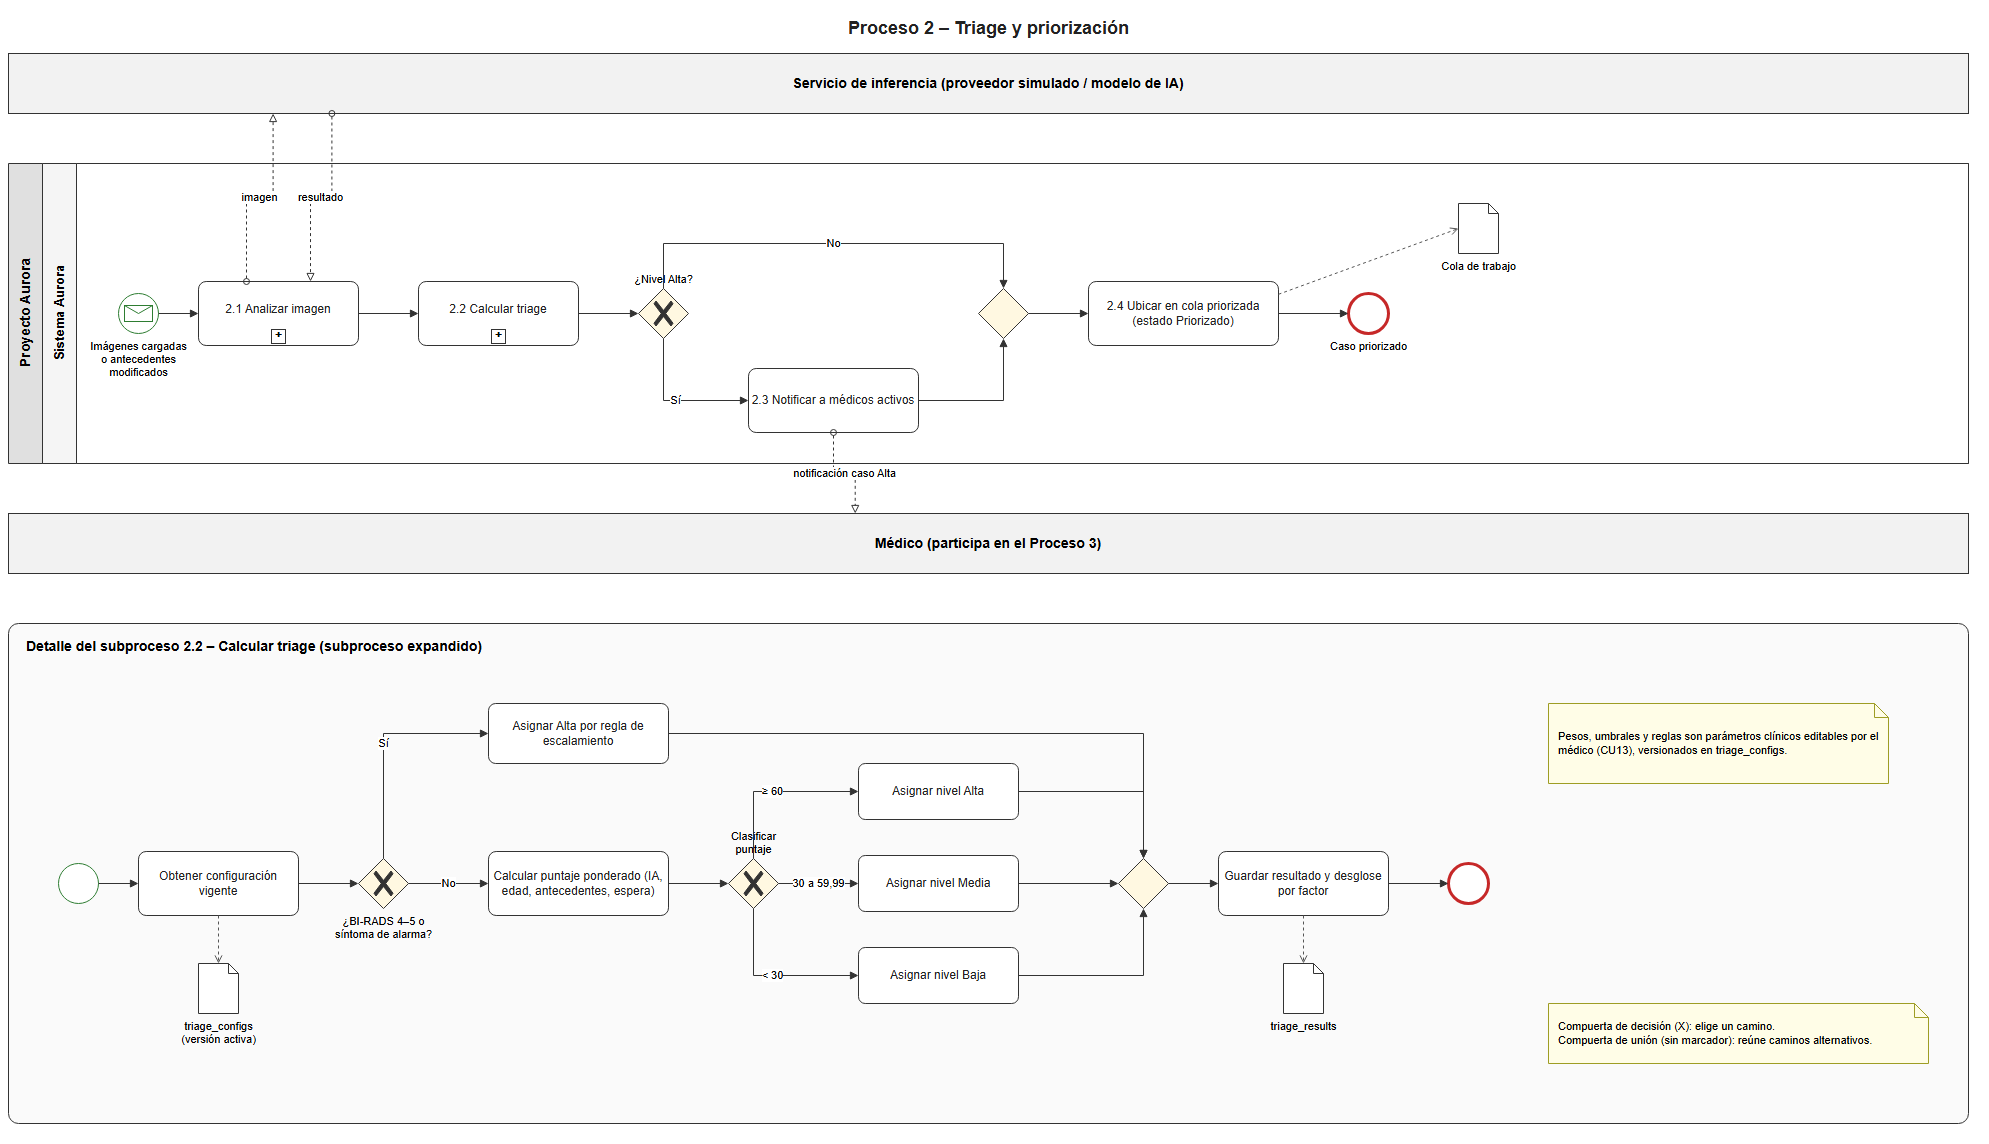 Proceso 2 – Triage y priorización
Servicio de inferencia (proveedor simulado / modelo de IA)
Proyecto Aurora
Sistema Aurora
imagen
resultado
Imágenes cargadas
o antecedentes
modificados
2.1 Analizar imagen
2.2 Calcular triage
¿Nivel Alta?
No
Sí
2.3 Notificar a médicos activos
2.4 Ubicar en cola priorizada
(estado Priorizado)
Cola de trabajo
Caso priorizado
notificación caso Alta
Médico (participa en el Proceso 3)
Detalle del subproceso 2.2 – Calcular triage (subproceso expandido)
Obtener configuración
vigente
triage_configs
(versión activa)
¿BI-RADS 4–5 o
síntoma de alarma?
Sí
No
Asignar Alta por regla de
escalamiento
Calcular puntaje ponderado (IA,
edad, antecedentes, espera)
Clasificar
puntaje
≥ 60
30 a 59,99
< 30
Asignar nivel Alta
Asignar nivel Media
Asignar nivel Baja
Guardar resultado y desglose
por factor
triage_results
Pesos, umbrales y reglas son parámetros clínicos editables por el
médico (CU13), versionados en triage_configs.
Compuerta de decisión (X): elige un camino.
Compuerta de unión (sin marcador): reúne caminos alternativos.